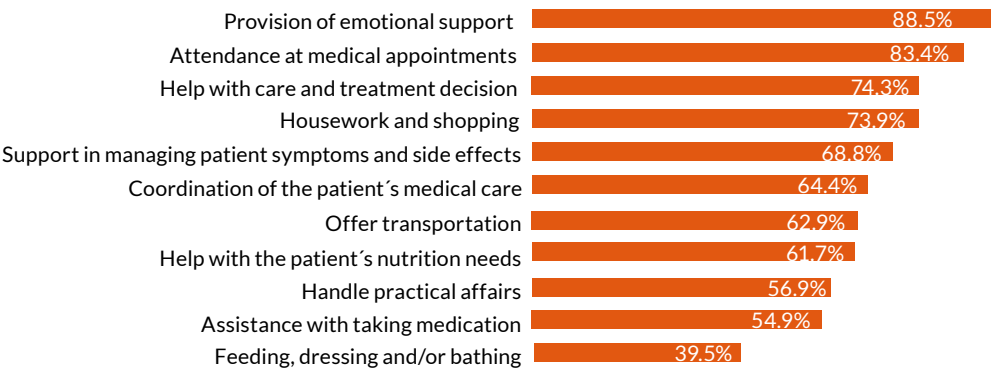 Provision of emotional support 88.5%
Attendance at medical appointments 83.4%
Help with care and treatment decision 74.3%
Housework and shopping 73.9%
Support in managing patient symptoms and side effects 68.8%
Coordination of the patient´s medical care 64.4%
Offer transportation 62.9%
Help with the patient´s nutrition needs 61.7%
Handle practical affairs 56.9%
Assistance with taking medication 54.9%
Feeding, dressing and/or bathing 39.5%